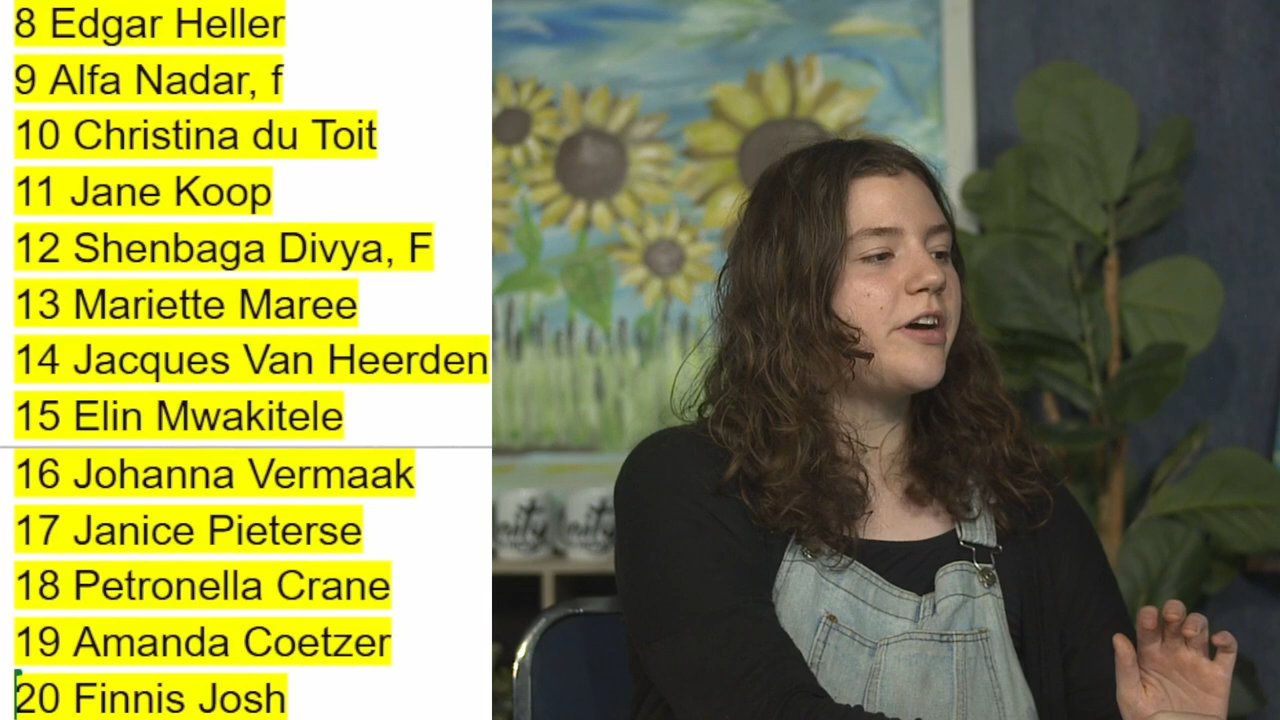 8 Edgar Heller
9 Alfa Nadar, f
10 Christina du Toit
11 Jane Koop
12 Shenbaga Divya, F
13 Mariette Maree
14 Jacques Van Heerden
15 Elin Mwakitele
16 Johanna Vermaak
17 Janice Pieterse
18 Petronella Crane
19 Amanda Coetzer
20 Finnis Josh
city
city